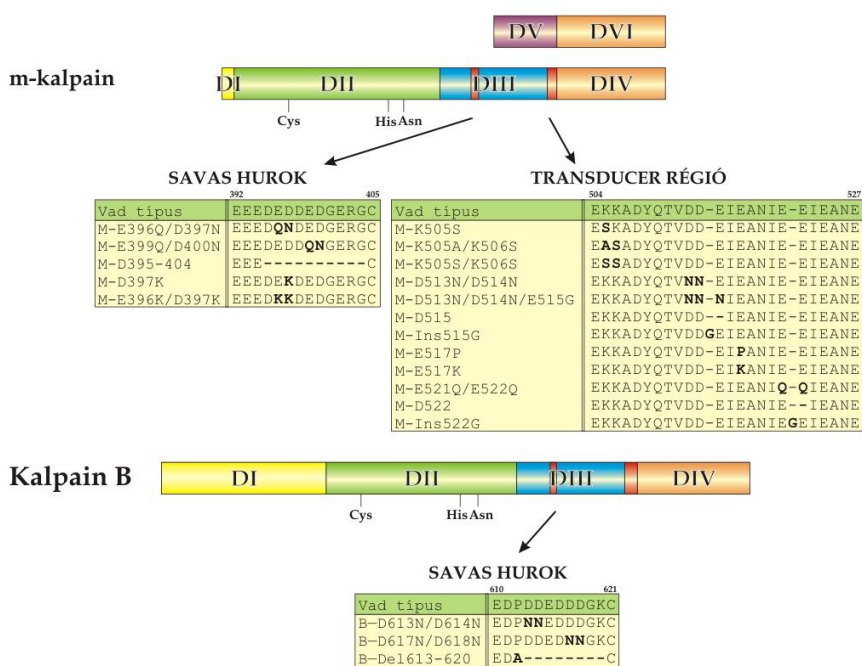 DV DVI
m-kalpain DI DII DIII DIV
Cys His Asn
SAVAS HUROK
392 405
Vad típus EEEDEDDEDGERGC
M-E396Q/D397N EEEDQNDEDGERGC
M-E399Q/D400N EEEDEDDQNGERGC
M-D395-404 EEE----------C
M-D397K EEEDEKDEDGERGC
M-E396K/D397K EEEDKKDEDGERGC
TRANSDUCER RÉGIÓ
504 527
Vad típus EKKADYQTVDD-EIEANIE-EIEANE
M-K505S ESKADYQTVDD-EIEANIE-EIEANE
M-K505A/K506S EASADYQTVDD-EIEANIE-EIEANE
M-K505S/K506S ESSADYQTVDD-EIEANIE-EIEANE
M-D513N/D514N EKKADYQTVNN-EIEANIE-EIEANE
M-D513N/D514N/E515G EKKADYQTVNN-NIEANIE-EIEANE
M-D515 EKKADYQTVDD--IEANIE-EIEANE
M-Ins515G EKKADYQTVDDGEIEANIE-EIEANE
M-E517P EKKADYQTVDD-EIPANIE-EIEANE
M-E517K EKKADYQTVDD-EIKANIE-EIEANE
M-E521Q/E522Q EKKADYQTVDD-EIEANIQ-QIEANE
M-D522 EKKADYQTVDD-EIEANIE--IEANE
M-Ins522G EKKADYQTVDD-EIEANIEGEIEANE
Kalpain B DI DII DIII DIV
Cys His Asn
SAVAS HUROK
610 621
Vad típus EDPDDEDDDGKC
B—D613N/D614N EDPNNEDDDGKC
B—D617N/D618N EDPDDEDNNGKC
B—Del613-620 EDA--------C